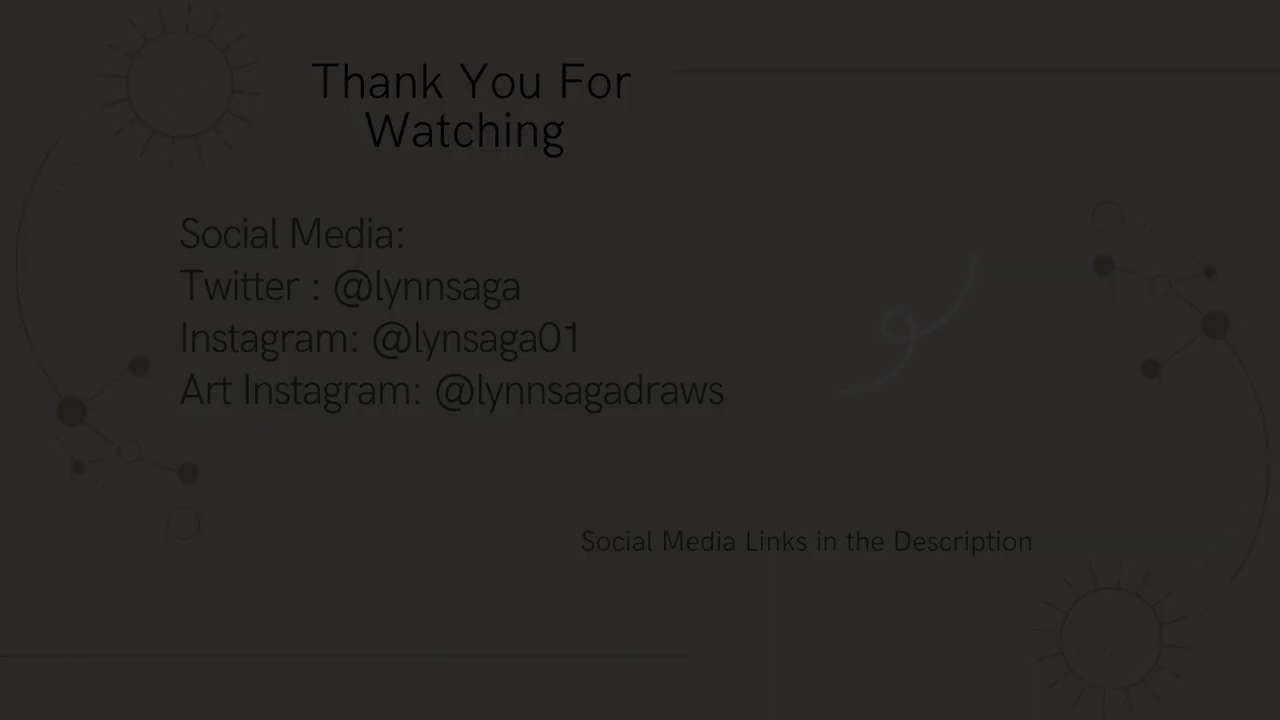 Thank You For
Watching
Social Media:
Twitter : @lynnsaga
Instagram: @lynsaga01
Art Instagram: @lynnsagadraws
Social Media Links in the Description